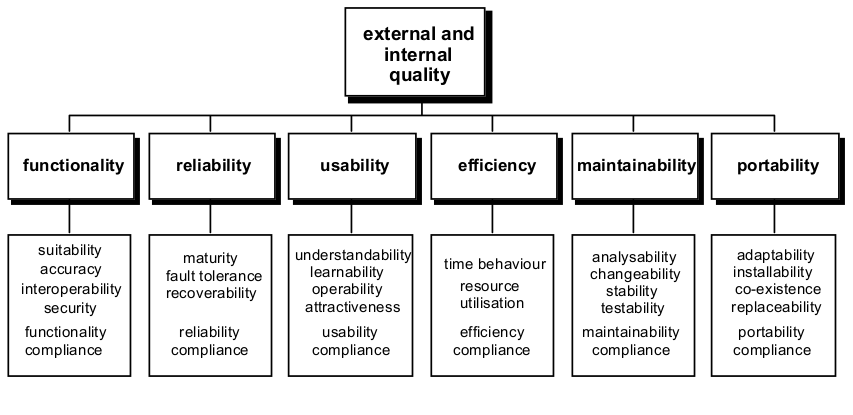 external and
internal
quality
functionality
reliability
usability
efficiency
maintainability
portability
suitability
accuracy
interoperability
security
functionality
compliance
maturity
fault tolerance
recoverability
reliability
compliance
understandability
learnability
operability
attractiveness
usability
compliance
time behaviour
resource
utilisation
efficiency
compliance
analysability
changeability
stability
testability
maintainability
compliance
adaptability
installability
co-existence
replaceability
portability
compliance